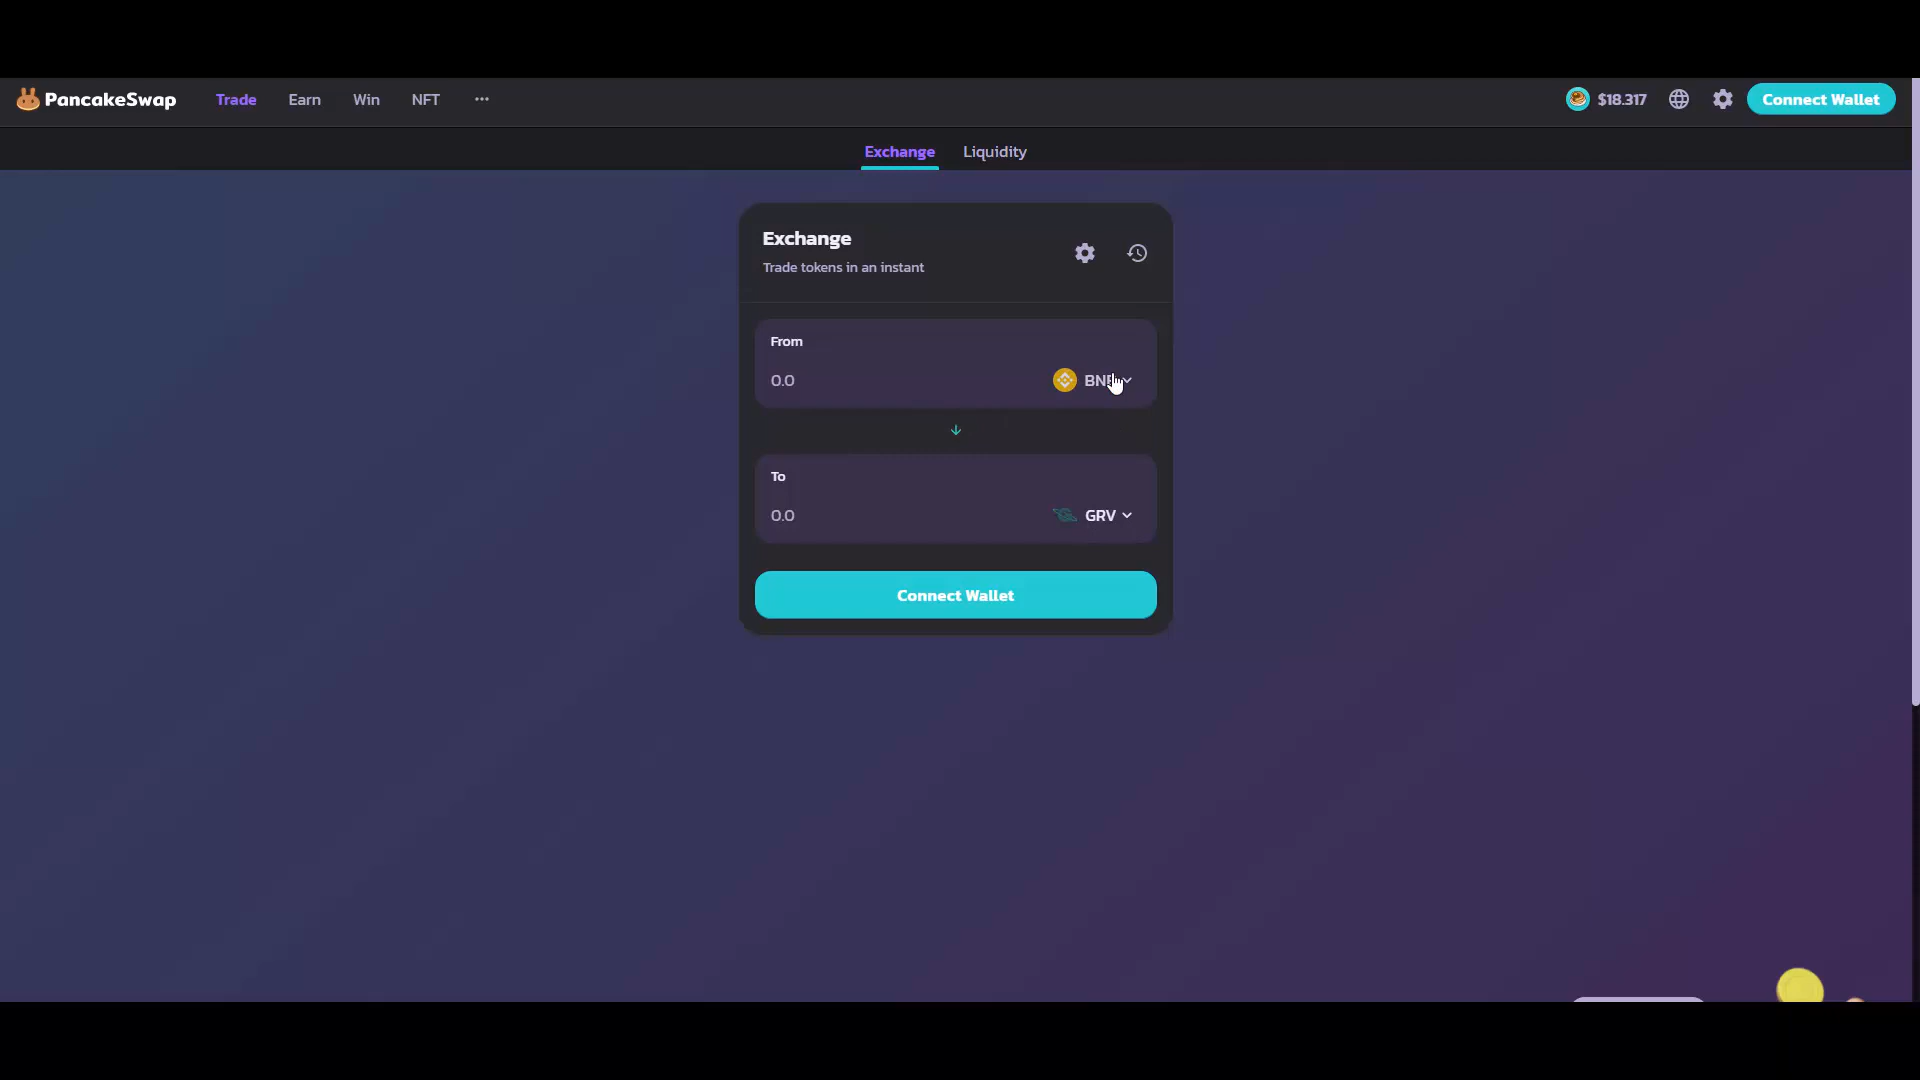 PancakeSwap Trade Earn Win NFT ... $18.317 Connect Wallet
Exchange Liquidity
Exchange
Trade tokens in an instant
From
0.0
To
0.0 GRV
Connect Wallet